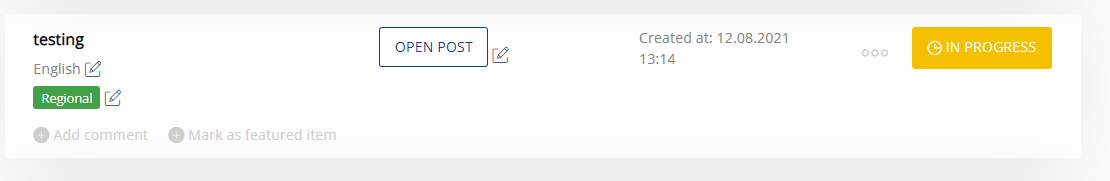 testing
OPEN POST
Created at: 12.08.2021
13:14
IN PROGRESS
English
Regional
Add comment
Mark as featured item